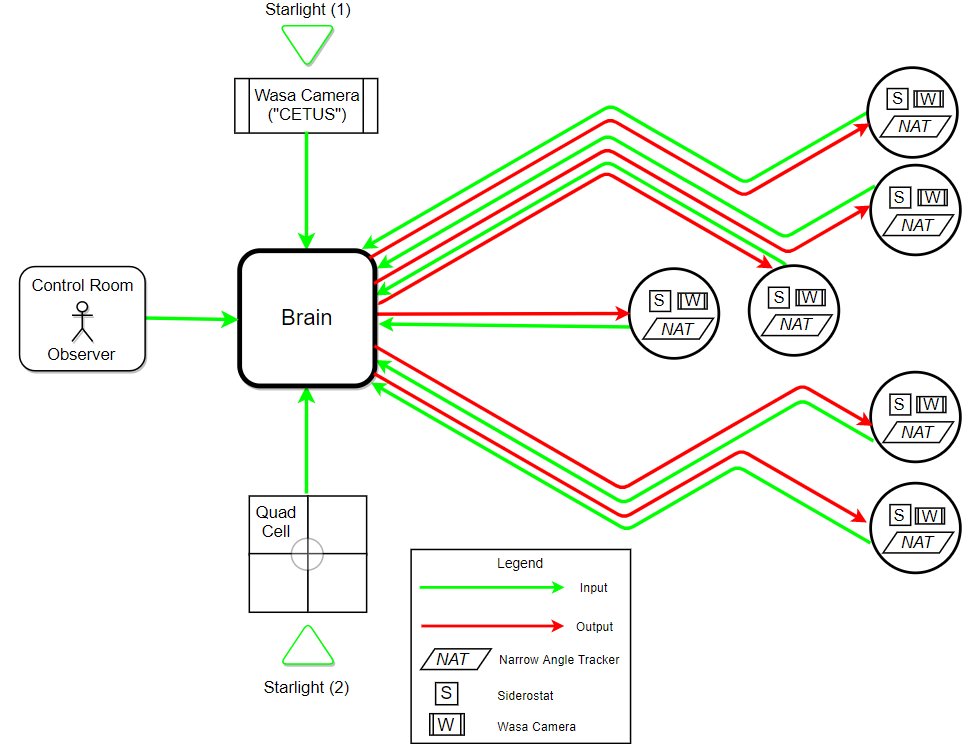 Starlight (1)
Wasa Camera
("CETUS")
S W
NAT
S W
NAT
Control Room
Observer
Brain
S W
NAT
S W
NAT
S W
NAT
Quad
Cell
S W
NAT
Starlight (2)
Legend
Input
Output
NAT Narrow Angle Tracker
S Siderostat
W Wasa Camera